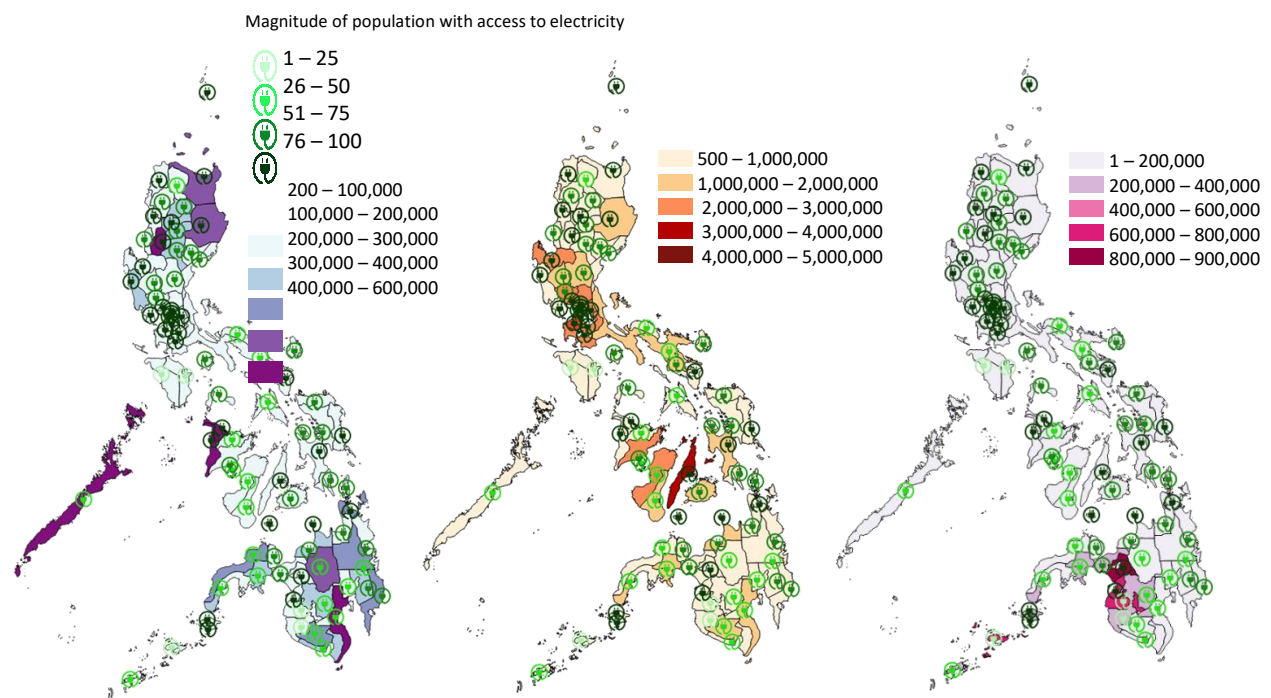 Magnitude of population with access to electricity
1 – 25
26 – 50
51 – 75
76 – 100
200 – 100,000
100,000 – 200,000
200,000 – 300,000
300,000 – 400,000
400,000 – 600,000
500 – 1,000,000
1,000,000 – 2,000,000
2,000,000 – 3,000,000
3,000,000 – 4,000,000
4,000,000 – 5,000,000
1 – 200,000
200,000 – 400,000
400,000 – 600,000
600,000 – 800,000
800,000 – 900,000